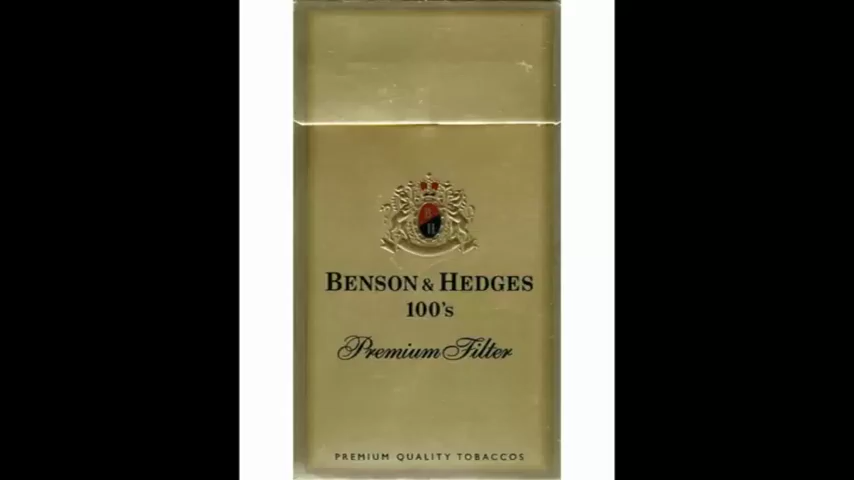 B
H
BENSON & HEDGES
100's
Premium Filter
PREMIUM QUALITY TOBACCOS